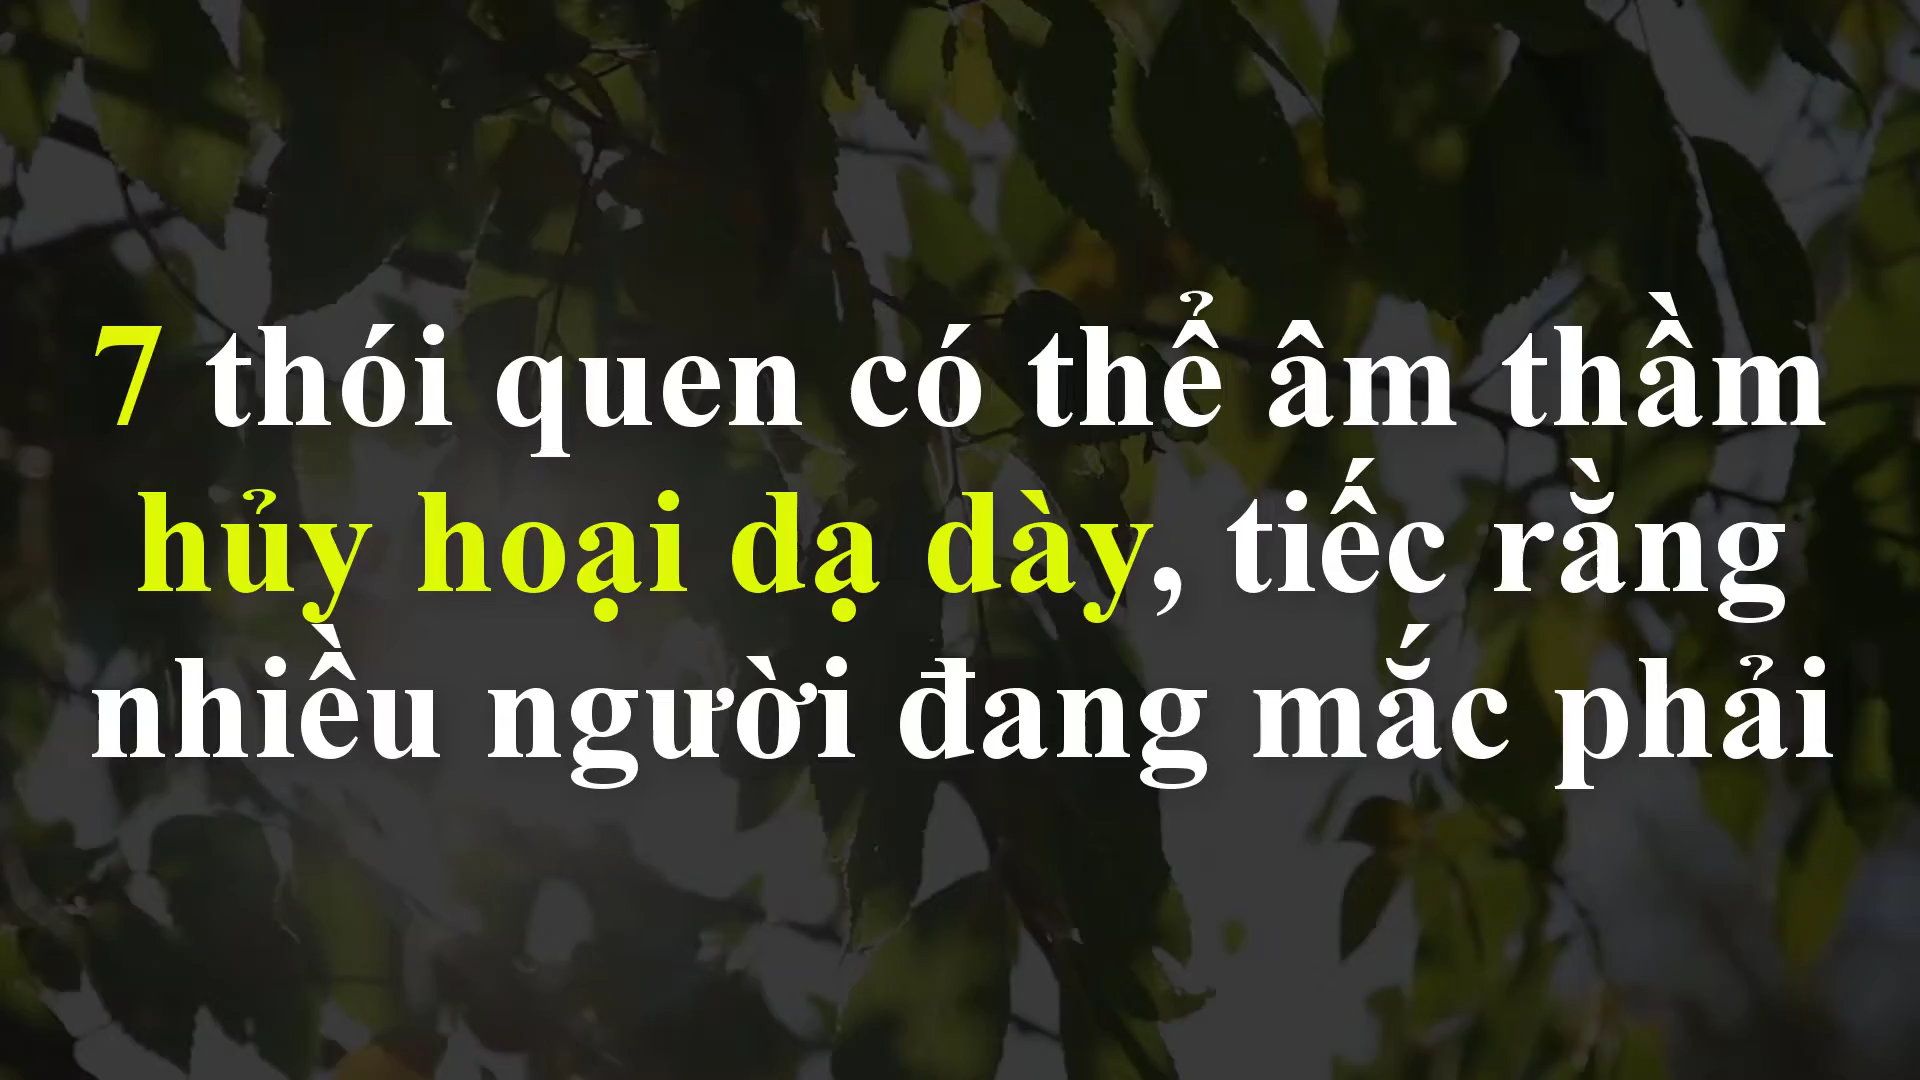 7 thói quen có thể âm thầm
hủy hoại dạ dày, tiếc rằng
nhiều người đang mắc phải